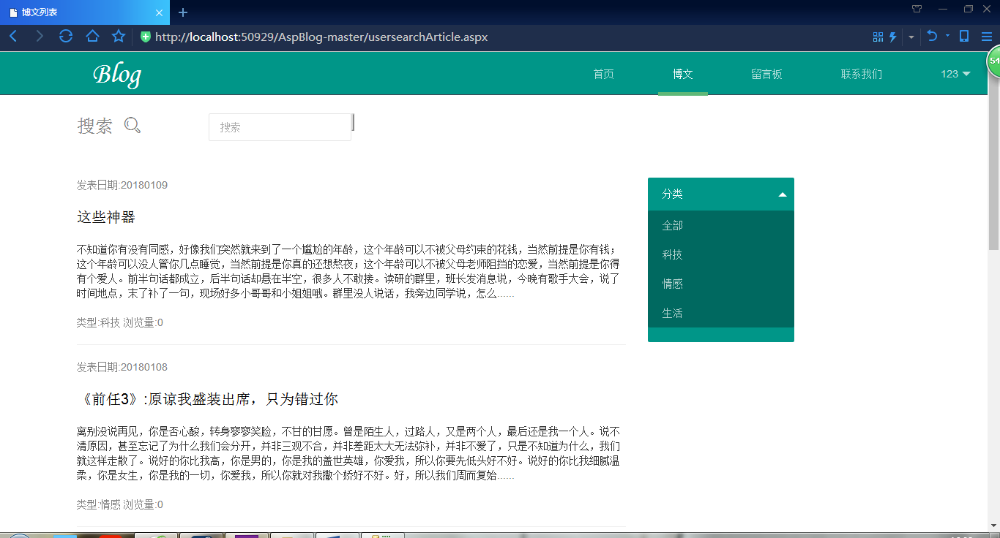 博文列表
http://localhost:50929/AspBlog-master/usersearchArticle.aspx
54
Blog
首页
博文
留言板
联系我们
123
搜索
搜索
发表日期:20180109
这些神器
不知道你有没有同感，好像我们突然就来到了一个尴尬的年龄，这个年龄可以不被父母约束的花钱，当然前提是你有钱；
这个年龄可以没人管你几点睡觉，当然前提是你真的还想熬夜；这个年龄可以不被父母老师阻挡的恋爱，当然前提是你得
有个爱人。前半句话都成立，后半句话却悬在半空，很多人不敢接。读研的群里，班长发消息说，今晚有歌手大会，说了
时间地点，末了补了一句，现场好多小哥哥和小姐姐哦。群里没人说话，我旁边同学说，怎么......
类型:科技 浏览量:0
分类
全部
科技
情感
生活
发表日期:20180108
《前任3》:原谅我盛装出席，只为错过你
离别没说再见，你是否心酸，转身寥寥笑脸，不甘的甘愿。曾是陌生人，过路人，又是两个人，最后还是我一个人。说不
清原因，甚至忘记了为什么我们会分开，并非三观不合，并非差距太大无法弥补，并非不爱了，只是不知道为什么，我们
就这样走散了。说好的你比我高，你是男的，你是我的盖世英雄，你爱我，所以你要先低头好不好。说好的你比我细腻温
柔，你是女生，你是我的一切，你爱我，所以你就对我撒个娇好不好。好，所以我们周而复始......
类型:情感 浏览量:0